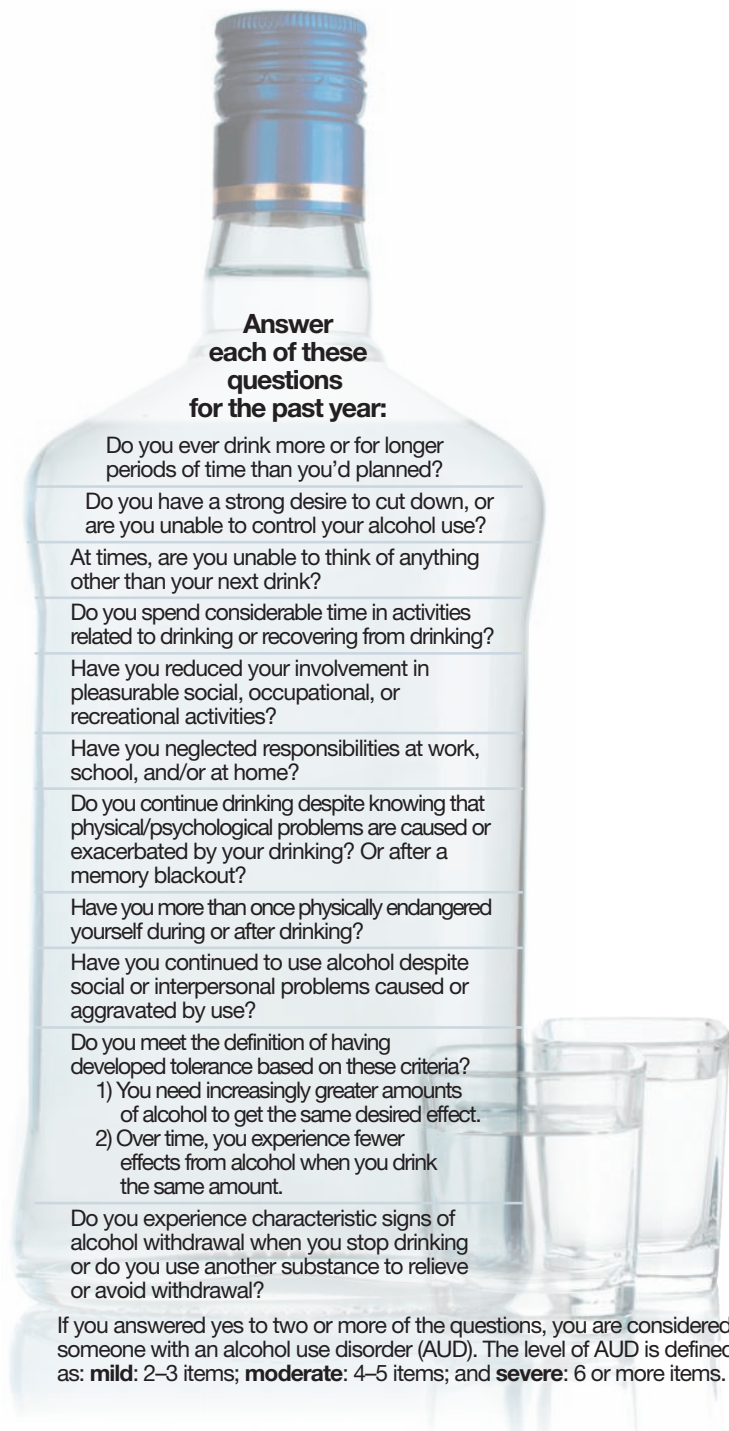 Answer
each of these
questions
for the past year:
Do you ever drink more or for longer
periods of time than you’d planned?
Do you have a strong desire to cut down, or
are you unable to control your alcohol use?
At times, are you unable to think of anything
other than your next drink?
Do you spend considerable time in activities
related to drinking or recovering from drinking?
Have you reduced your involvement in
pleasurable social, occupational, or
recreational activities?
Have you neglected responsibilities at work,
school, and/or at home?
Do you continue drinking despite knowing that
physical/psychological problems are caused or
exacerbated by your drinking? Or after a
memory blackout?
Have you more than once physically endangered
yourself during or after drinking?
Have you continued to use alcohol despite
social or interpersonal problems caused or
aggravated by use?
Do you meet the definition of having
developed tolerance based on these criteria?
1) You need increasingly greater amounts
of alcohol to get the same desired effect.
2) Over time, you experience fewer
effects from alcohol when you drink
the same amount.
Do you experience characteristic signs of
alcohol withdrawal when you stop drinking
or do you use another substance to relieve
or avoid withdrawal?
If you answered yes to two or more of the questions, you are considered
someone with an alcohol use disorder (AUD). The level of AUD is defined
as: mild: 2–3 items; moderate: 4–5 items; and severe: 6 or more items.